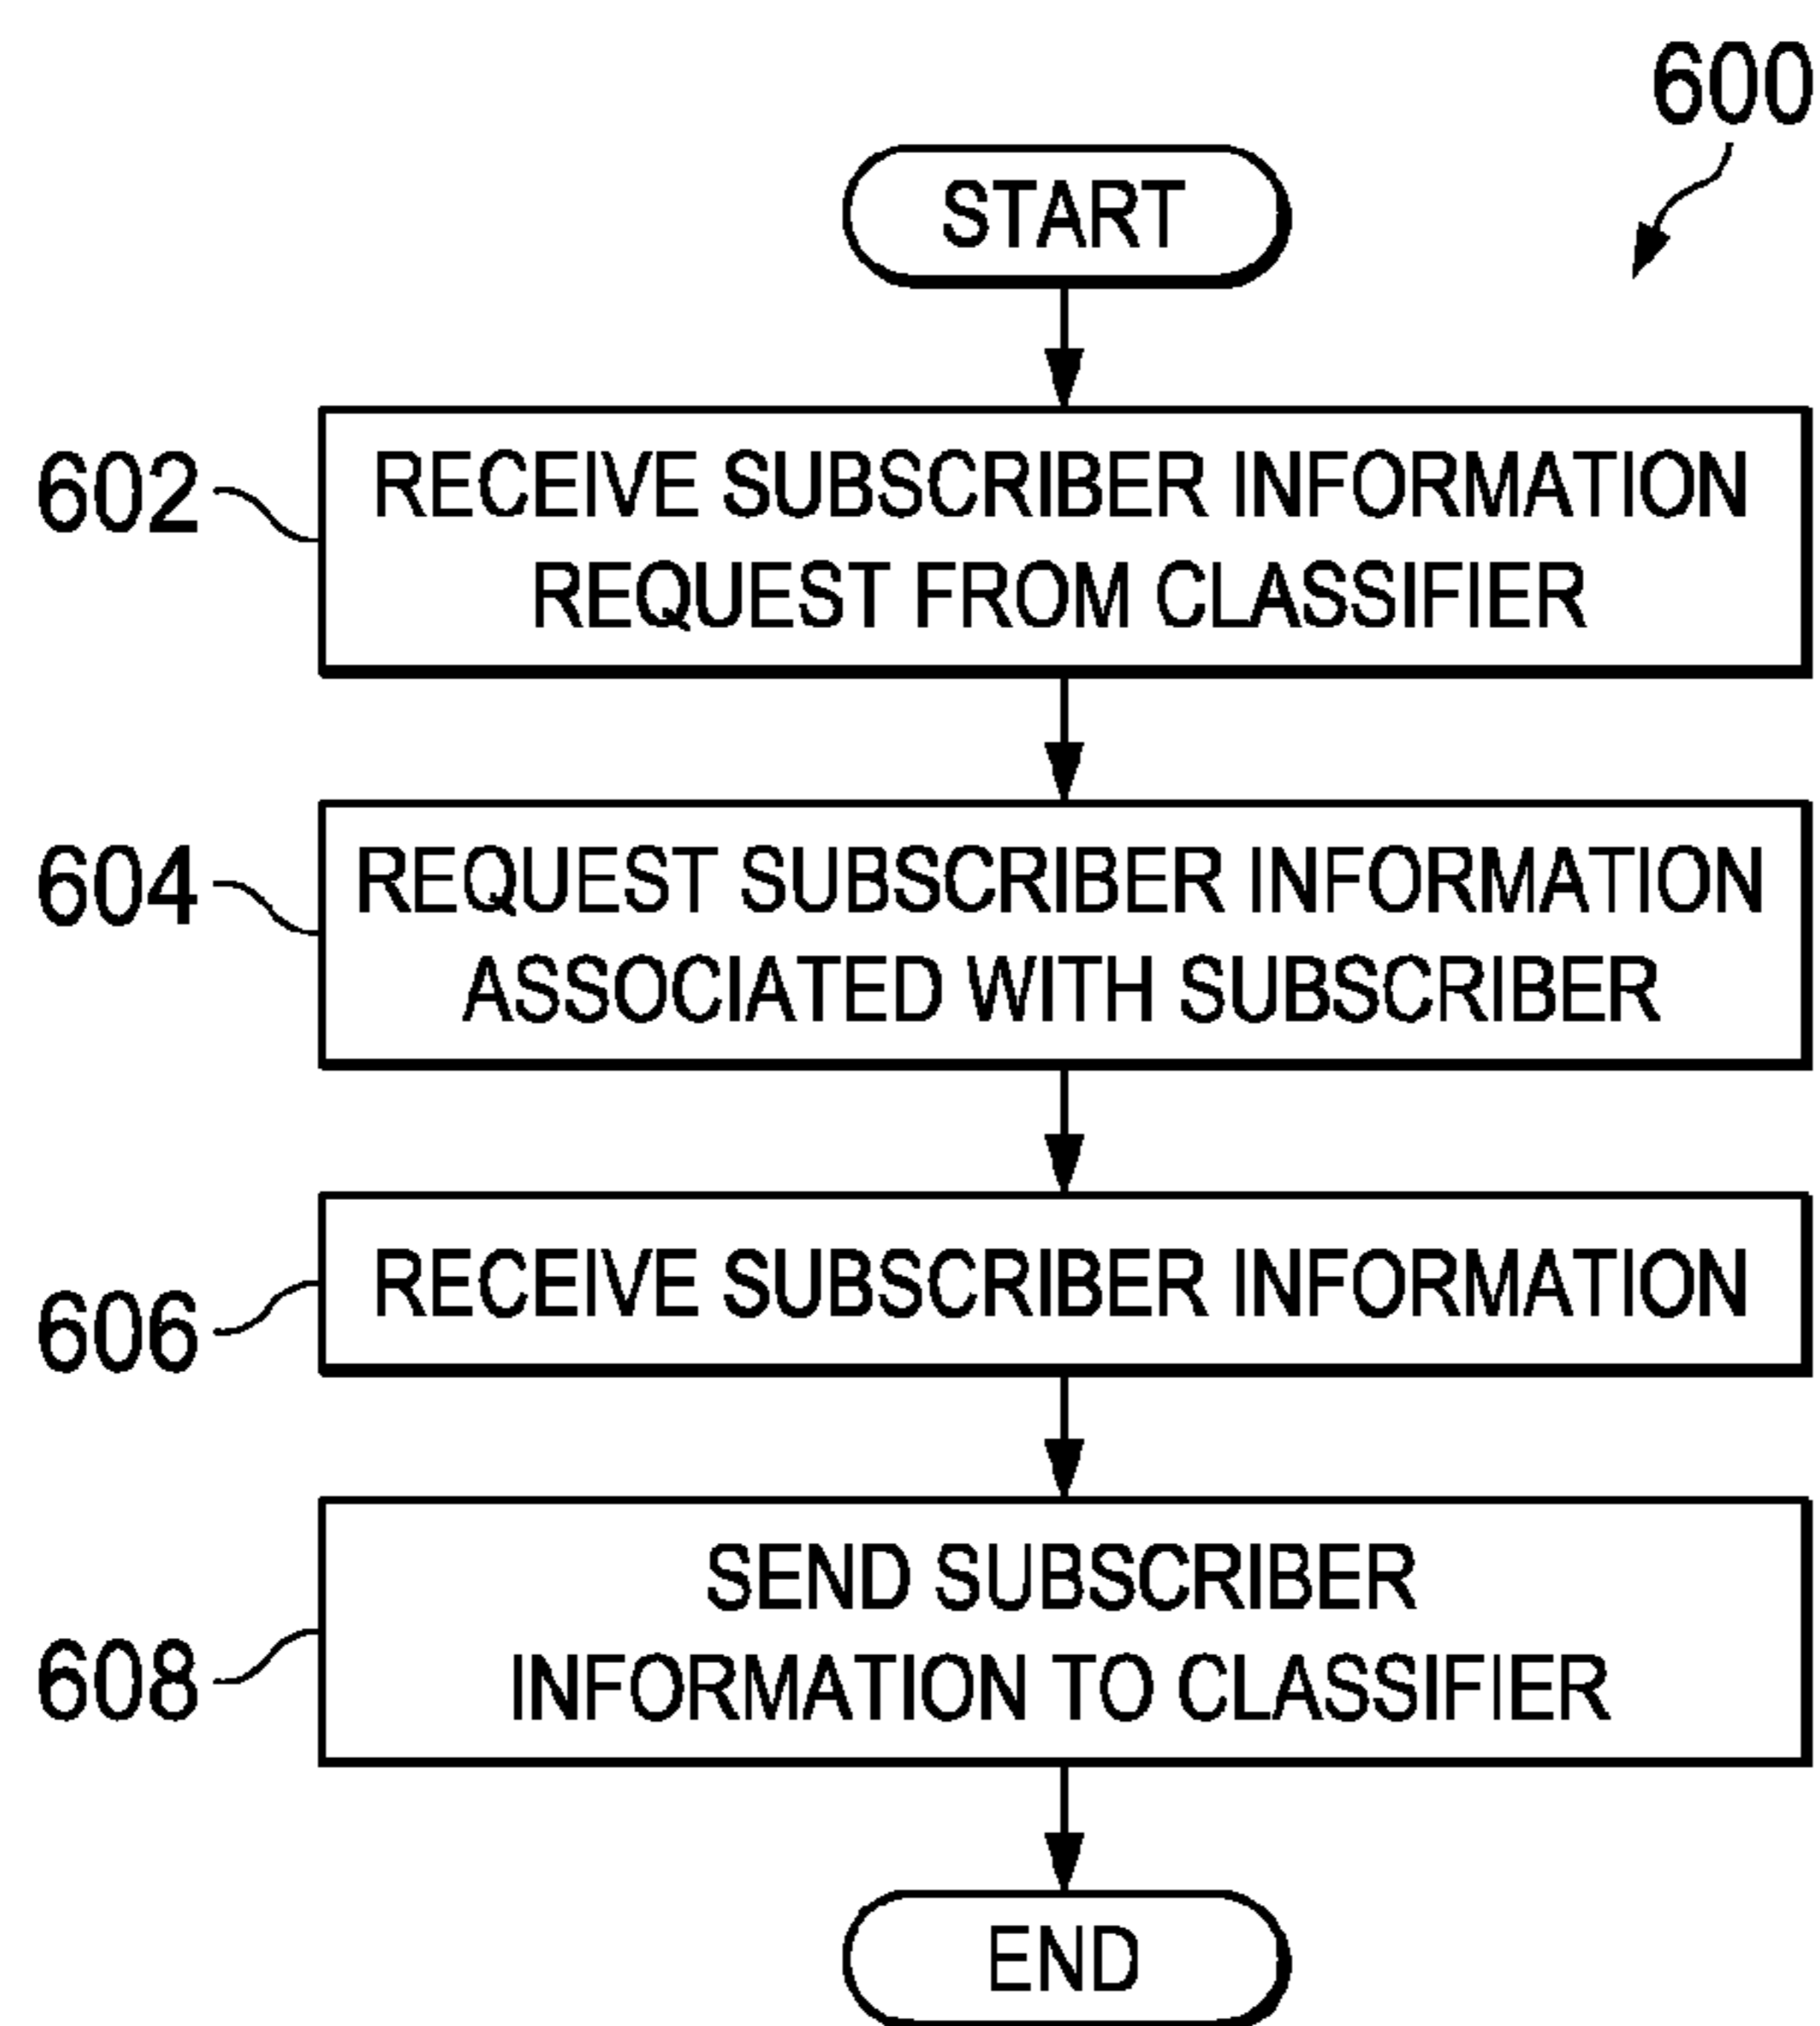 600
START
602
RECEIVE SUBSCRIBER INFORMATION
REQUEST FROM CLASSIFIER
604
REQUEST SUBSCRIBER INFORMATION
ASSOCIATED WITH SUBSCRIBER
606
RECEIVE SUBSCRIBER INFORMATION
608
SEND SUBSCRIBER
INFORMATION TO CLASSIFIER
END